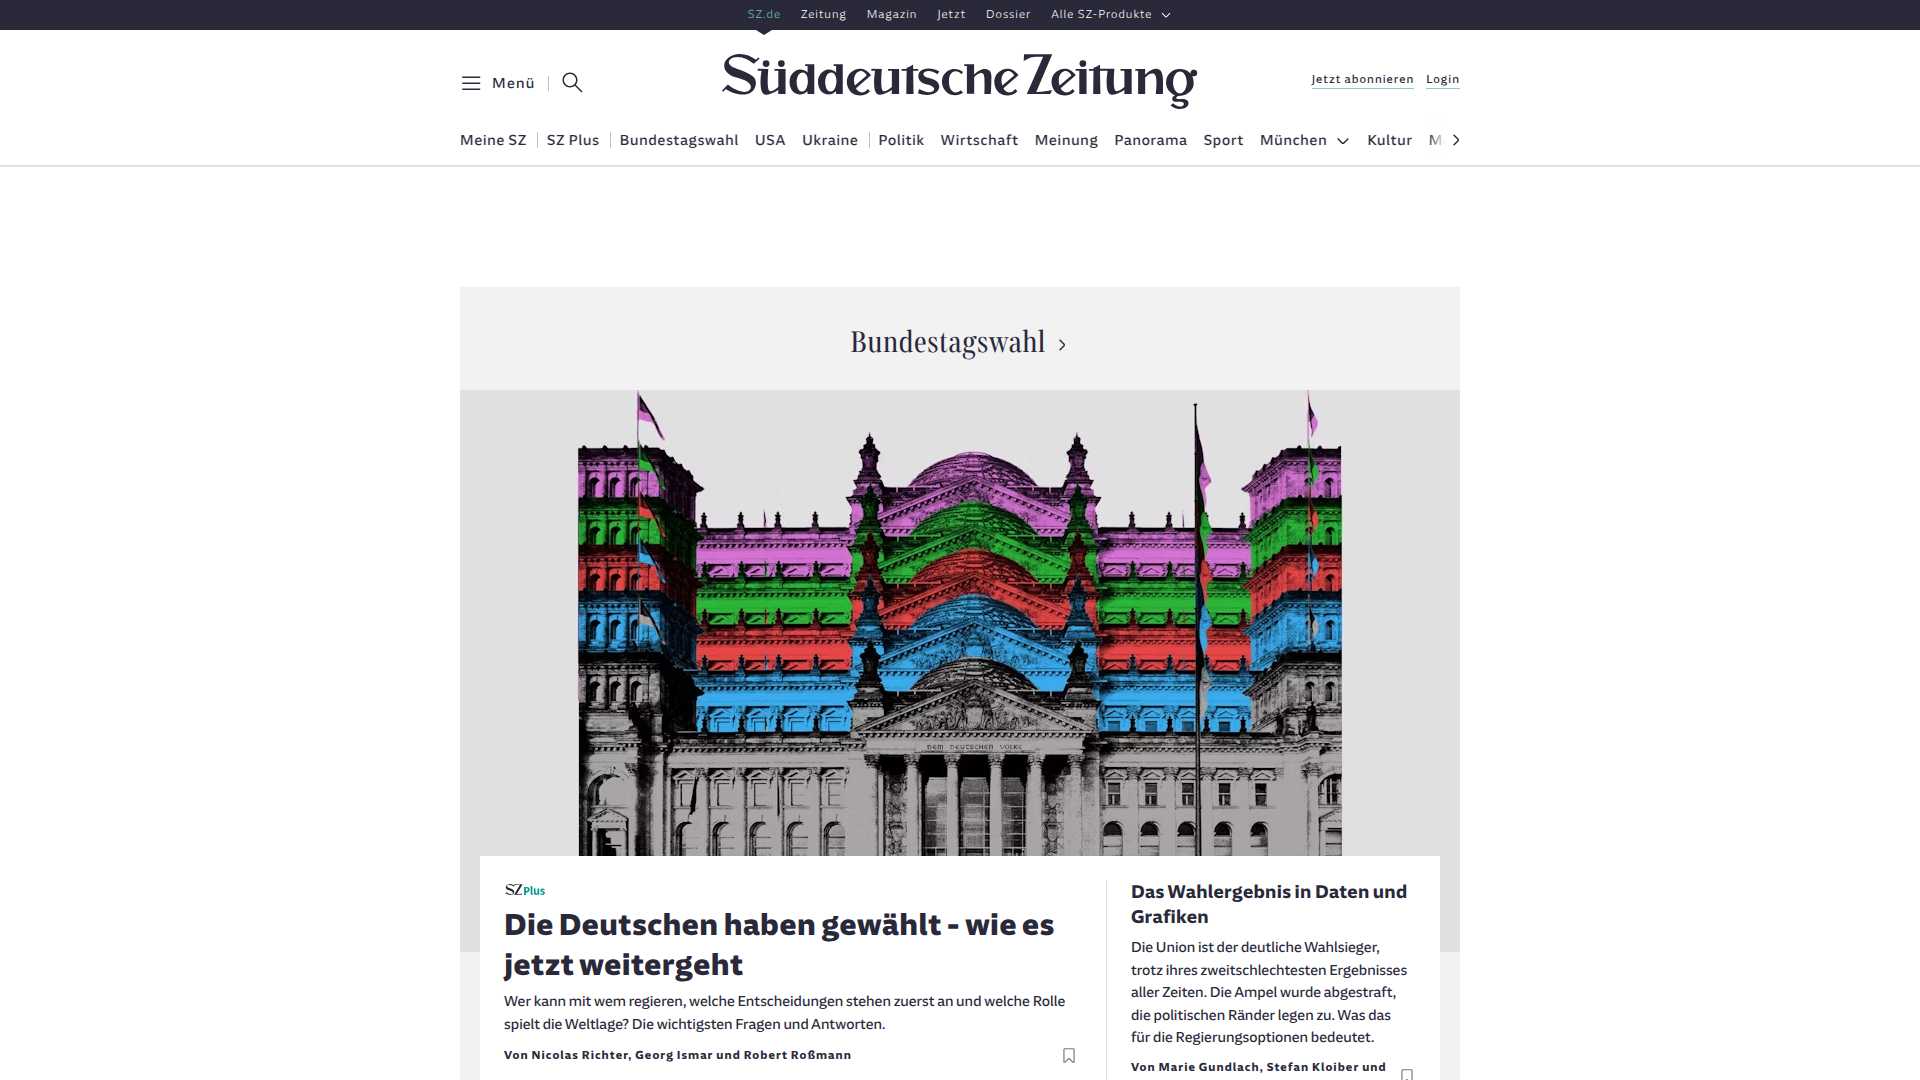 SZ.de Zeitung Magazin Jetzt Dossier Alle SZ-Produkte
Menü
Süddeutsche Zeitung
Jetzt abonnieren Login
Meine SZ SZ Plus Bundestagswahl USA Ukraine Politik Wirtschaft Meinung Panorama Sport München Kultur M
Bundestagswahl
DEM DEUTSCHEN VOLKE
SZ Plus
Die Deutschen haben gewählt - wie es
jetzt weitergeht
Wer kann mit wem regieren, welche Entscheidungen stehen zuerst an und welche Rolle
spielt die Weltlage? Die wichtigsten Fragen und Antworten.
Von Nicolas Richter, Georg Ismar und Robert Roßmann
Das Wahlergebnis in Daten und
Grafiken
Die Union ist der deutliche Wahlsieger,
trotz ihres zweitschlechtesten Ergebnisses
aller Zeiten. Die Ampel wurde abgestraft,
die politischen Ränder legen zu. Was das
für die Regierungsoptionen bedeutet.
Von Marie Gundlach, Stefan Kloiber und